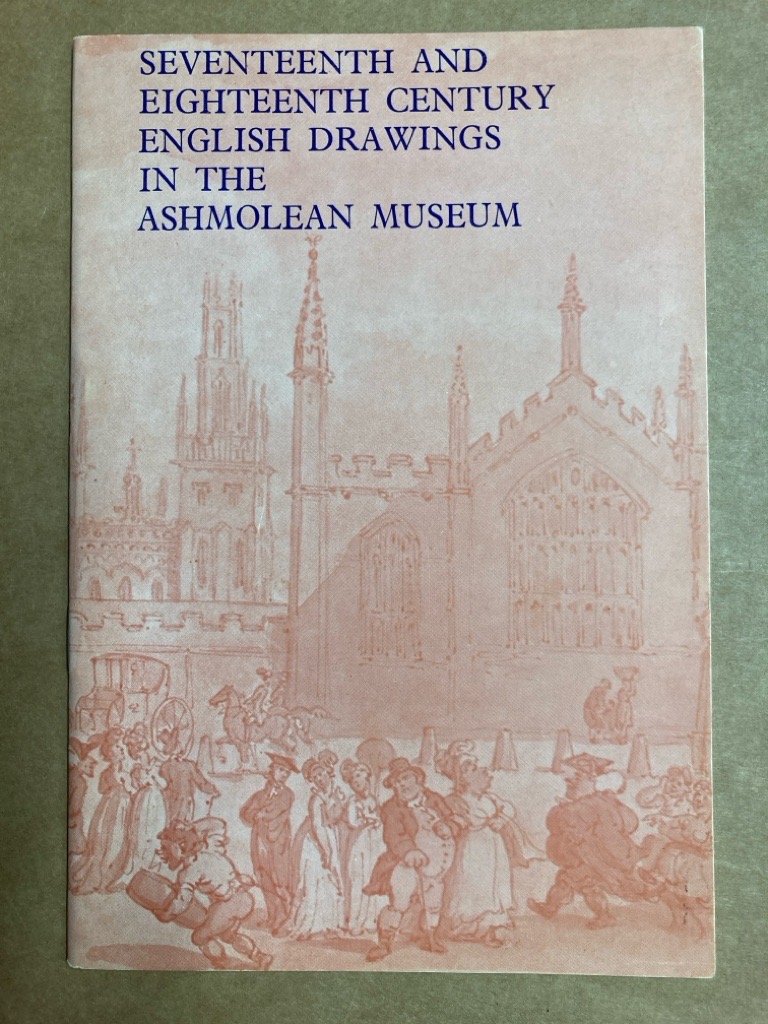 SEVENTEENTH AND
EIGHTEENTH CENTURY
ENGLISH DRAWINGS
IN THE
ASHMOLEAN MUSEUM